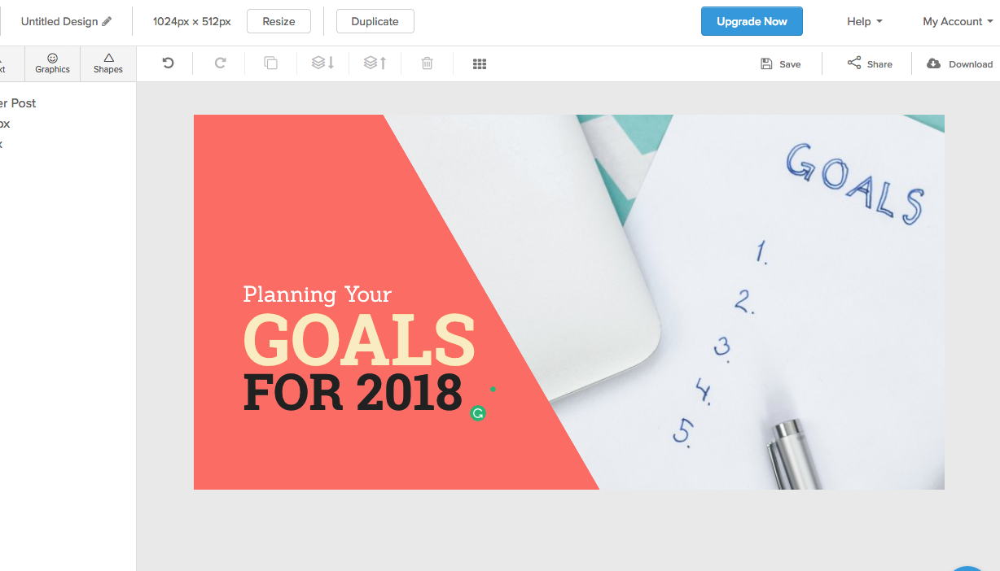 Untitled Design
1024px × 512px
Resize
Duplicate
Upgrade Now
Help
My Account
Graphics
Shapes
Save
Share
Download
Planning Your
GOALS
FOR 2018
GOALS
1.
2.
3.
4.
5.